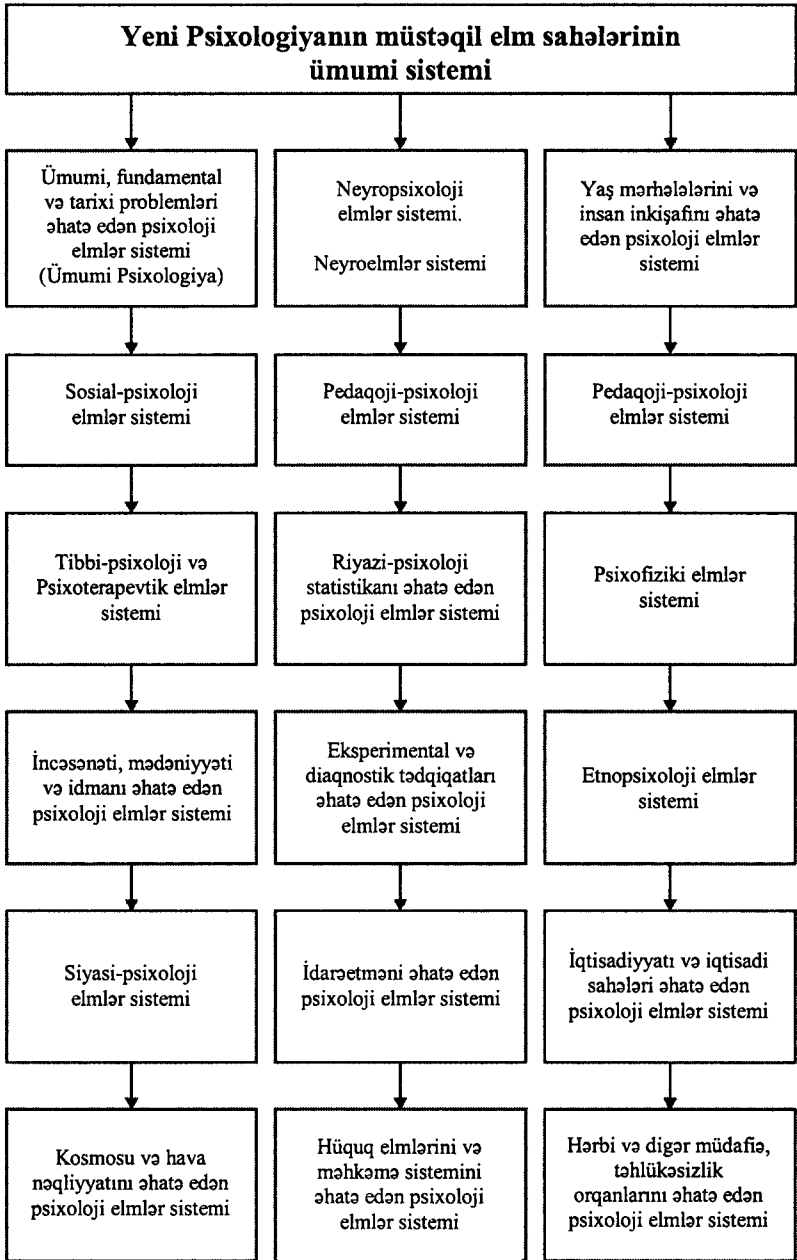 Yeni Psixologiyanın müstəqil elm sahələrinin
ümumi sistemi
Ümumi, fundamental
və tarixi problemləri
əhatə edən psixoloji
elmlər sistemi
(Ümumi Psixologiya)
Neyropsixoloji
elmlər sistemi.
Neyroelmlər sistemi
Yaş mərhələlərini və
insan inkişafını əhatə
edən psixoloji elmlər
sistemi
Sosial-psixoloji
elmlər sistemi
Pedaqoji-psixoloji
elmlər sistemi
Pedaqoji-psixoloji
elmlər sistemi
Tibbi-psixoloji və
Psixoterapevtik elmlər
sistemi
Riyazi-psixoloji
statistikanı əhatə edən
psixoloji elmlər sistemi
Psixofiziki elmlər
sistemi
İncəsənəti, mədəniyyəti
və idmanı əhatə edən
psixoloji elmlər sistemi
Eksperimental və
diaqnostik tədqiqatları
əhatə edən psixoloji
elmlər sistemi
Etnopsixoloji elmlər
sistemi
Siyasi-psixoloji
elmlər sistemi
İdarəetməni əhatə edən
psixoloji elmlər sistemi
İqtisadiyyatı və iqtisadi
sahələri əhatə edən
psixoloji elmlər sistemi
Kosmosu və hava
nəqliyyatını əhatə edən
psixoloji elmlər sistemi
Hüquq elmlərini və
məhkəmə sistemini
əhatə edən psixoloji
elmlər sistemi
Hərbi və digər müdafiə,
təhlükəsizlik
orqanlarını əhatə edən
psixoloji elmlər sistemi